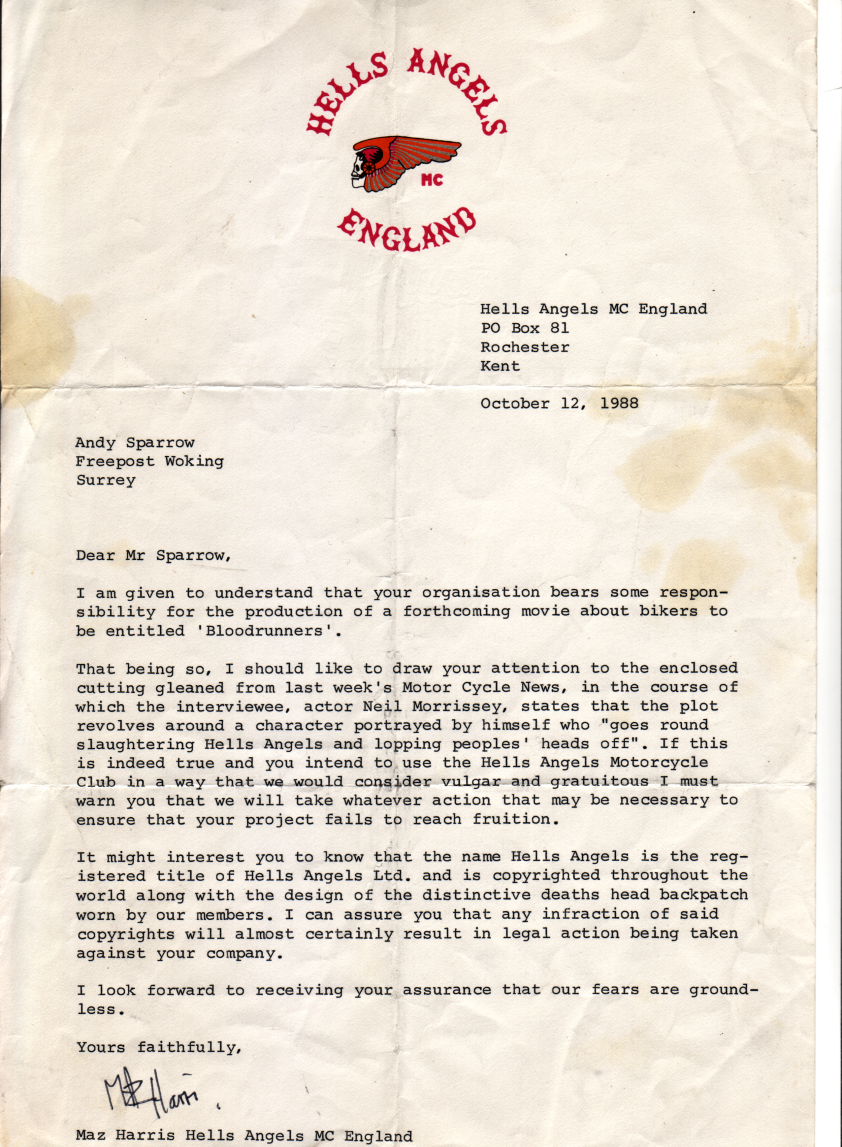 HELLS ANGELS
MC
ENGLAND
Hells Angels MC England
PO Box 81
Rochester
Kent
October 12, 1988
Andy Sparrow
Freepost Woking
Surrey
Dear Mr Sparrow,
I am given to understand that your organisation bears some respon-
sibility for the production of a forthcoming movie about bikers to
be entitled 'Bloodrunners'.
That being so, I should like to draw your attention to the enclosed
cutting gleaned from last week's Motor Cycle News, in the course of
which the interviewee, actor Neil Morrissey, states that the plot
revolves around a character portrayed by himself who "goes round
slaughtering Hells Angels and lopping peoples' heads off". If this
is indeed true and you intend to use the Hells Angels Motorcycle
Club in a way that we would consider vulgar and gratuitous I must
warn you that we will take whatever action that may be necessary to
ensure that your project fails to reach fruition.
It might interest you to know that the name Hells Angels is the reg-
istered title of Hells Angels Ltd. and is copyrighted throughout the
world along with the design of the distinctive deaths head backpatch
worn by our members. I can assure you that any infraction of said
copyrights will almost certainly result in legal action being taken
against your company.
I look forward to receiving your assurance that our fears are ground-
less.
Yours faithfully,
Maz Harris Hells Angels MC England